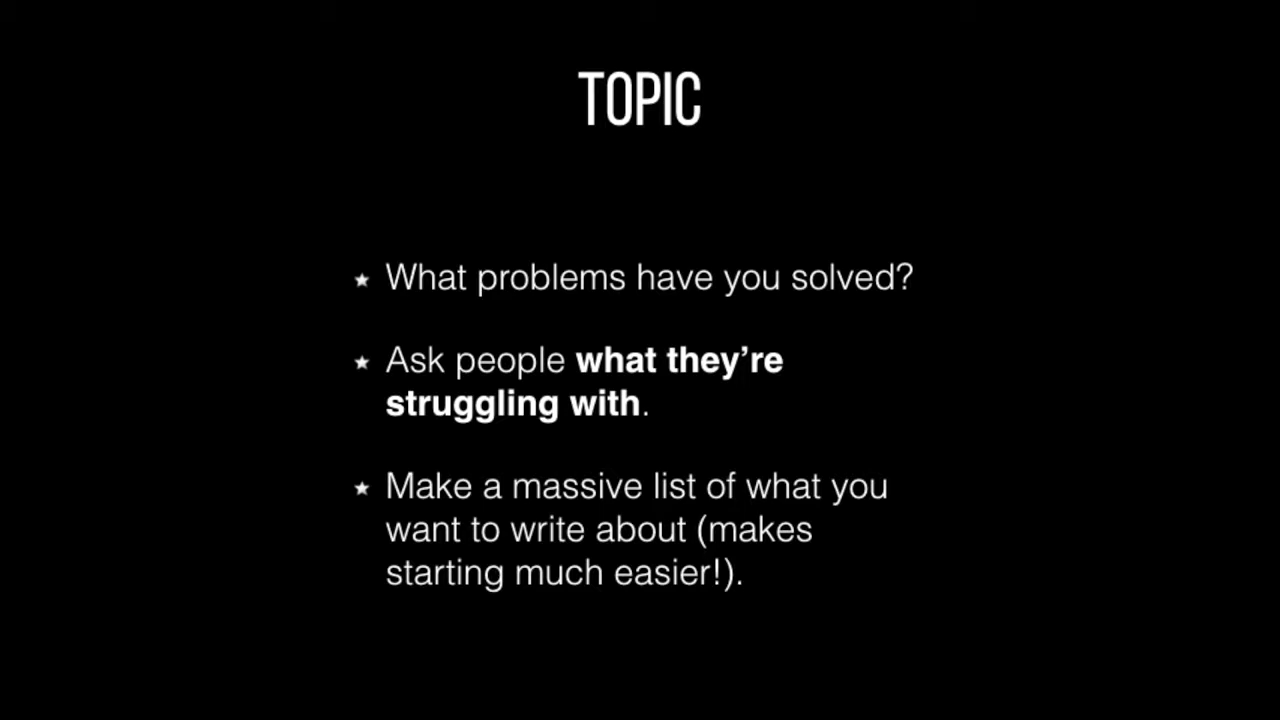 TOPIC
★ What problems have you solved?
★ Ask people what they’re
struggling with.
★ Make a massive list of what you
want to write about (makes
starting much easier!).